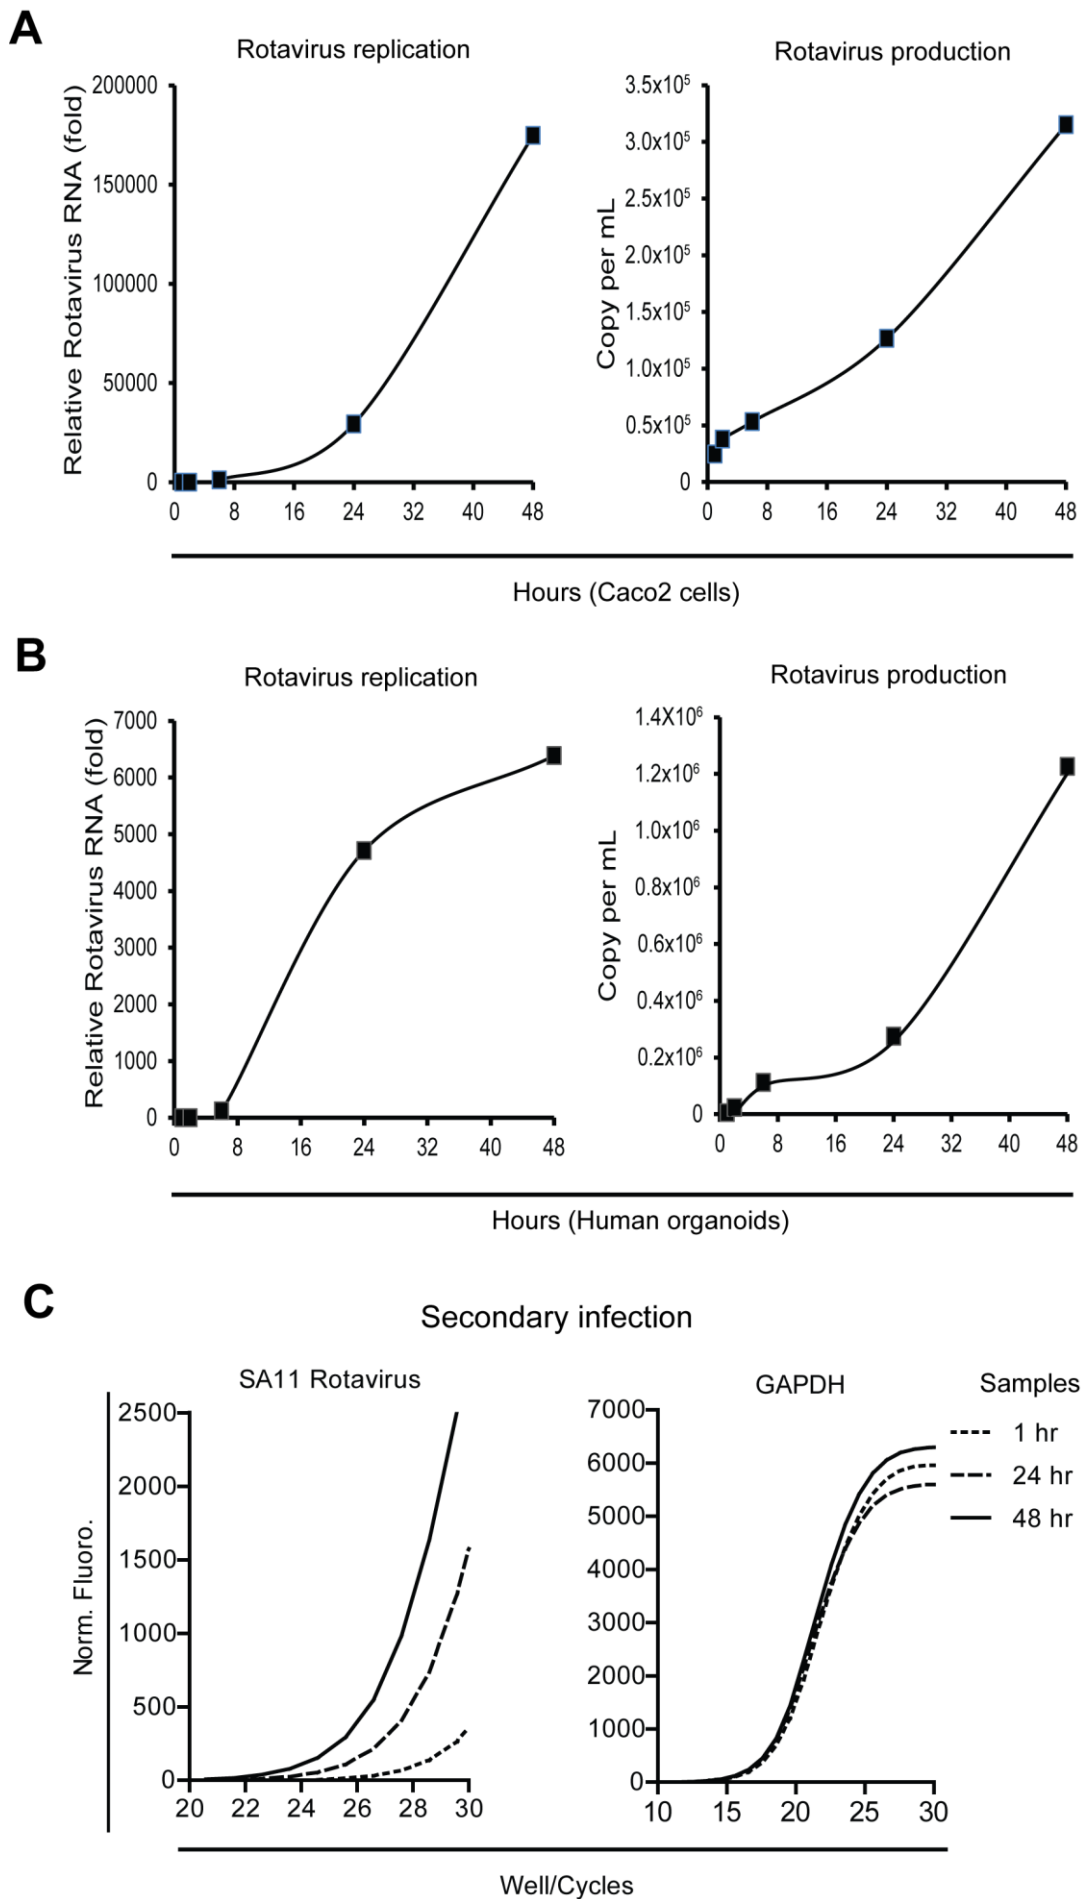 A
Rotavirus replication
Rotavirus production
Relative Rotavirus RNA (fold)
200000
150000
100000
50000
0
0 8 16 24 32 40 48
Copy per mL
3.5x10⁵
3.0x10⁵
2.5x10⁵
2.0x10⁵
1.5x10⁵
1.0x10⁵
0.5x10⁵
0
0 8 16 24 32 40 48
Hours (Caco2 cells)
B
Rotavirus replication
Rotavirus production
Relative Rotavirus RNA (fold)
7000
6000
5000
4000
3000
2000
1000
0
0 8 16 24 32 40 48
Copy per mL
1.4X10⁶
1.2x10⁶
1.0x10⁶
0.8x10⁶
0.6x10⁶
0.4x10⁶
0.2x10⁶
0
0 8 16 24 32 40 48
Hours (Human organoids)
C
Secondary infection
SA11 Rotavirus
GAPDH
Samples
1 hr
24 hr
48 hr
Norm. Fluoro.
2500
2000
1500
1000
500
0
20 22 24 26 28 30
7000
6000
5000
4000
3000
2000
1000
0
10 15 20 25 30
Well/Cycles